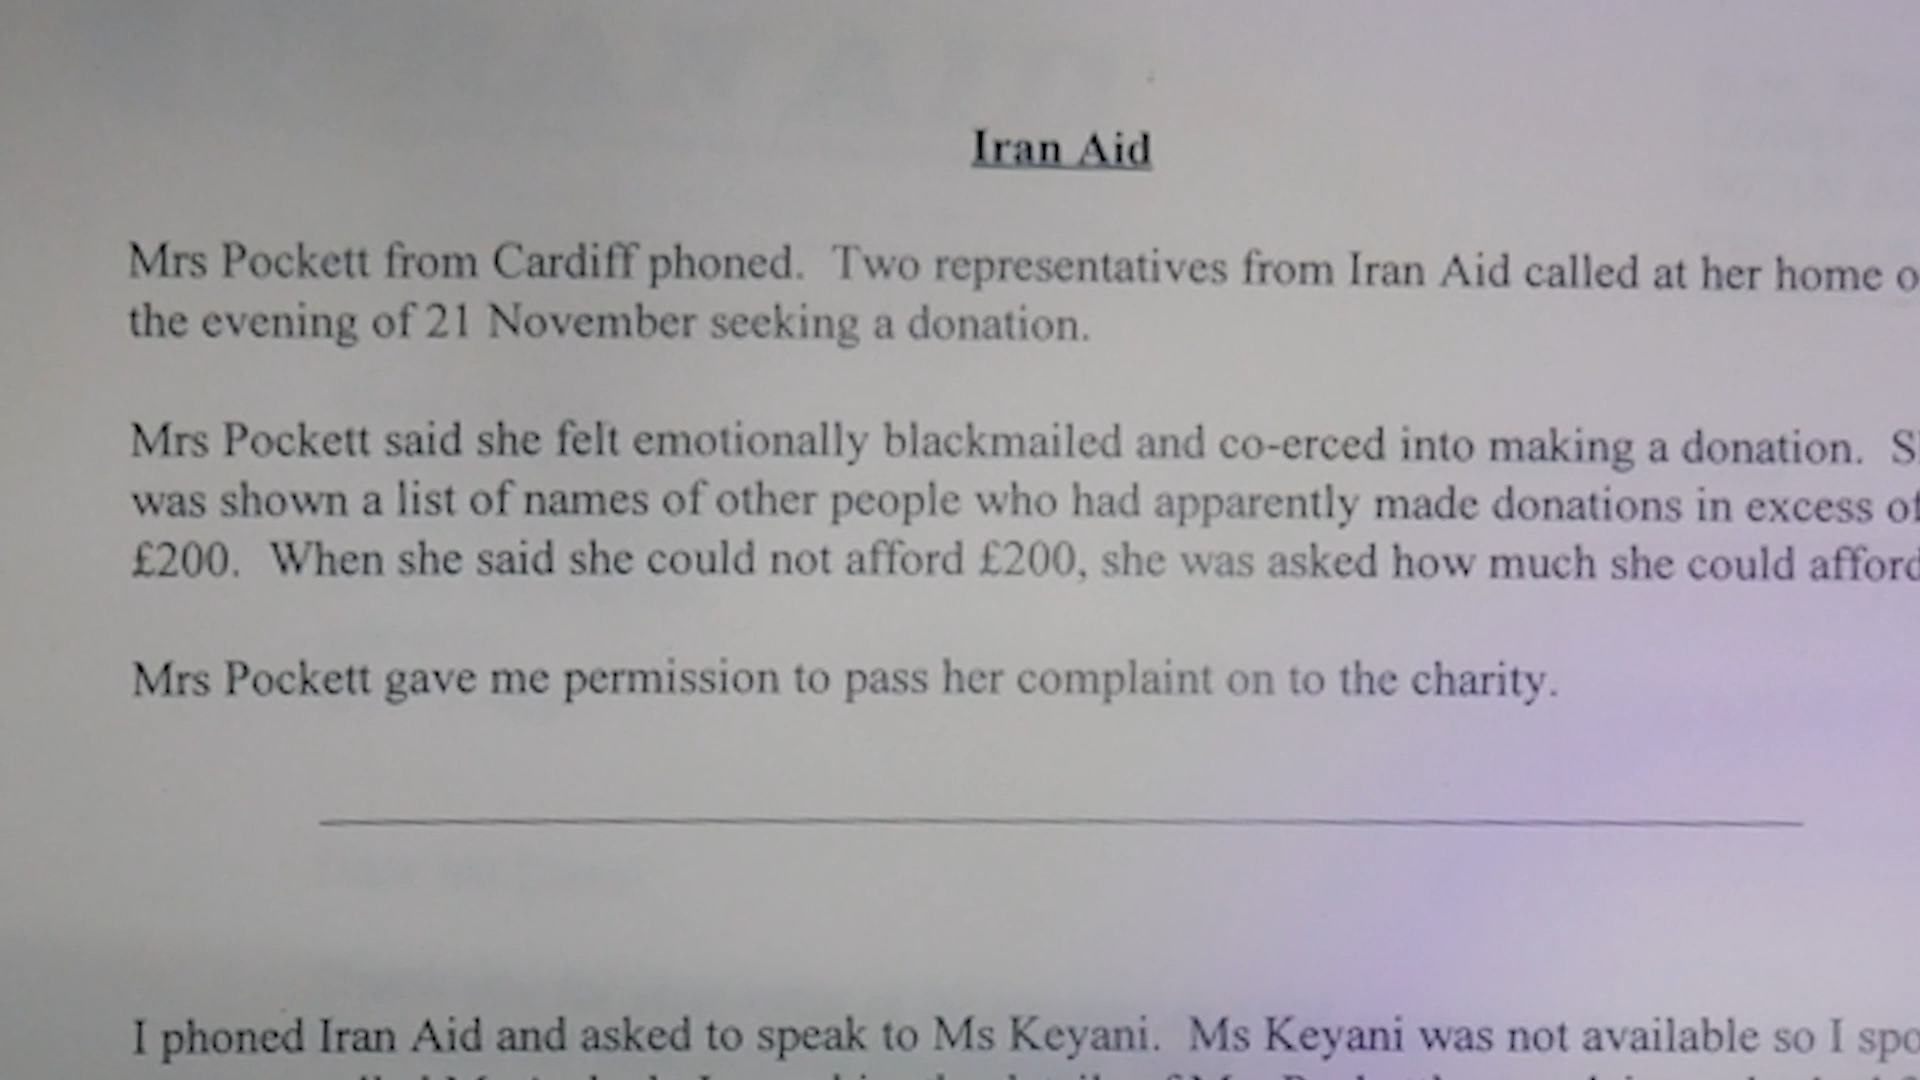 Iran Aid
Mrs Pockett from Cardiff phoned. Two representatives from Iran Aid called at her home
the evening of 21 November seeking a donation.
Mrs Pockett said she felt emotionally blackmailed and co-erced into making a donation.
was shown a list of names of other people who had apparently made donations in excess of
£200. When she said she could not afford £200, she was asked how much she could afford
Mrs Pockett gave me permission to pass her complaint on to the charity.
I phoned Iran Aid and asked to speak to Ms Keyani. Ms Keyani was not available so I